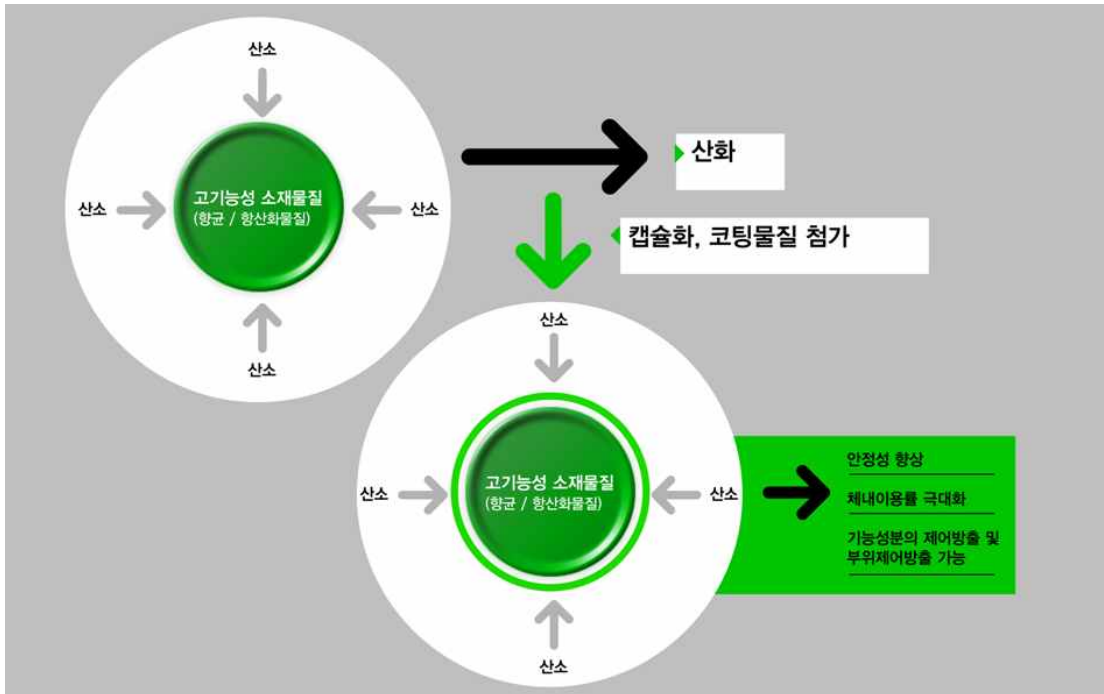 산소
산소
고기능성 소재물질
(향균 / 항산화물질)
산소
산소
산화
캡슐화, 코팅물질 첨가
산소
산소
고기능성 소재물질
(향균 / 항산화물질)
산소
산소
안정성 향상
체내이용률 극대화
기능성분의 제어방출 및
부위제어방출 가능